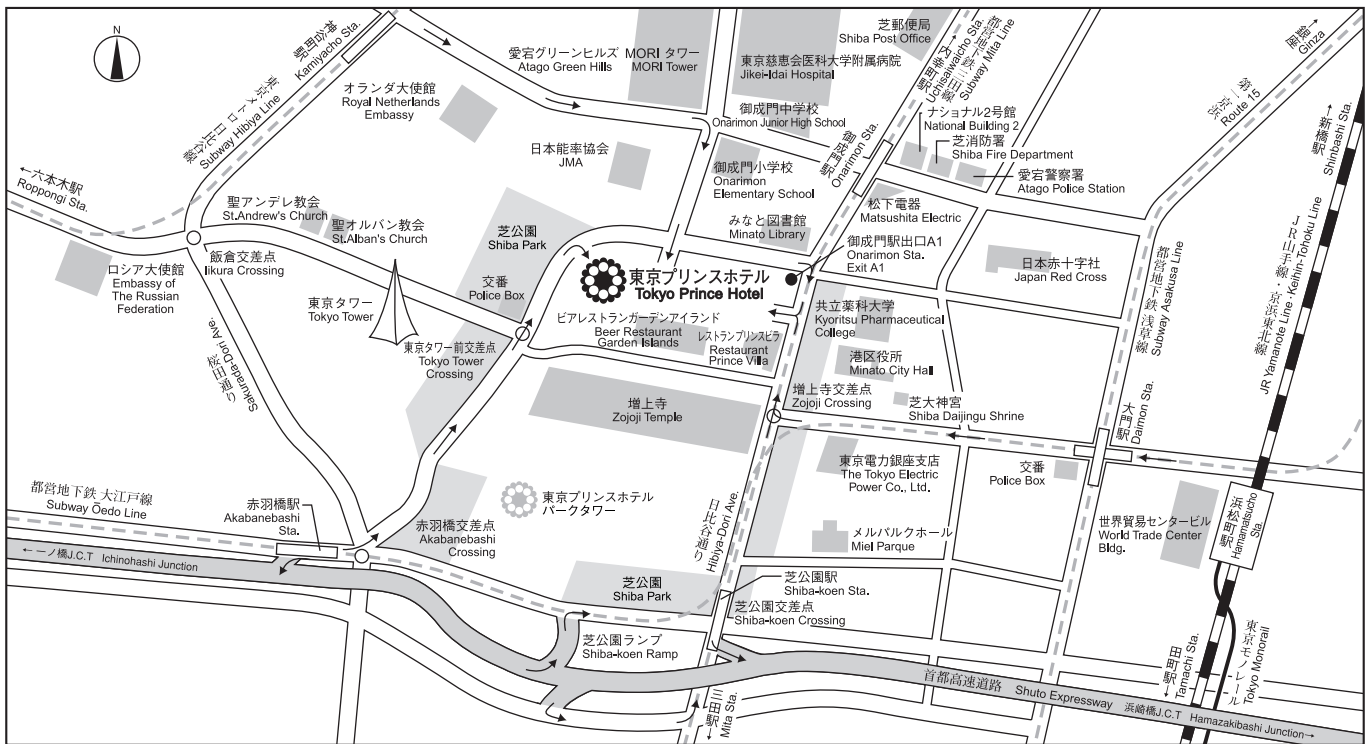 N
神谷町駅
Kamiyacho Sta.
東京メトロ日比谷線
Subway Hibiya Line
愛宕グリーンヒルズ MORI タワー
Atago Green Hills MORI Tower
東京慈恵会医科大学附属病院
Jikei-Idai Hospital
芝郵便局
Shiba Post Office
都営地下鉄三田線
Subway Mita Line
←内幸町駅
Uchisaiwaicho Sta.
→銀座
Ginza
第一京浜
Route 15
→新橋駅
Shinbashi Sta.
オランダ大使館
Royal Netherlands
Embassy
日本能率協会
JMA
御成門中学校
Onarimon Junior High School
御成門小学校
Onarimon
Elementary School
御成門駅
Onarimon Sta.
ナショナル2号館
National Building 2
芝消防署
Shiba Fire Department
愛宕警察署
Atago Police Station
松下電器
Matsushita Electric
みなと図書館
Minato Library
御成門駅出口A1
Onarimon Sta.
Exit A1
日本赤十字社
Japan Red Cross
←六本木駅
Roppongi Sta.
聖アンデレ教会
St.Andrew's Church
聖オルバン教会
St.Alban's Church
芝公園
Shiba Park
ロシア大使館
Embassy of
The Russian
Federation
飯倉交差点
Iikura Crossing
東京タワー
Tokyo Tower
交番
Police Box
東京プリンスホテル
Tokyo Prince Hotel
ビアレストランガーデンアイランド
Beer Restaurant
Garden Islands
レストランプリンスビラ
Restaurant
Prince Villa
共立薬科大学
Kyoritsu Pharmaceutical
College
港区役所
Minato City Hall
都営地下鉄 浅草線
Subway Asakusa Line
JR山手線・京浜東北線
JR Yamanote Line・Keihin-Tohoku Line
東京タワー前交差点
Tokyo Tower
Crossing
桜田通り
Sakurada-Dori Ave.
増上寺
Zojoji Temple
増上寺交差点
Zojoji Crossing
芝大神宮
Shiba Daijingu Shrine
大門駅
Daimon Sta.
東京電力銀座支店
The Tokyo Electric
Power Co., Ltd.
交番
Police Box
都営地下鉄 大江戸線
Subway Ōedo Line
赤羽橋駅
Akabanebashi
Sta.
赤羽橋交差点
Akabanebashi
Crossing
東京プリンスホテル
パークタワー
日比谷通り
Hibiya-Dori Ave.
メルパルクホール
Miel Parque
世界貿易センタービル
World Trade Center
Bldg.
浜松町駅
Hamamatsucho
Sta.
← 一ノ橋J.C.T Ichinohashi Junction
芝公園
Shiba Park
芝公園駅
Shiba-koen Sta.
芝公園交差点
Shiba-koen Crossing
芝公園ランプ
Shiba-koen Ramp
三田駅→
Mita Sta.
首都高速道路 Shuto Expressway 浜崎橋J.C.T Hamazakibashi Junction→
田町駅→
Tamachi Sta.
東京モノレール
Tokyo Monorail